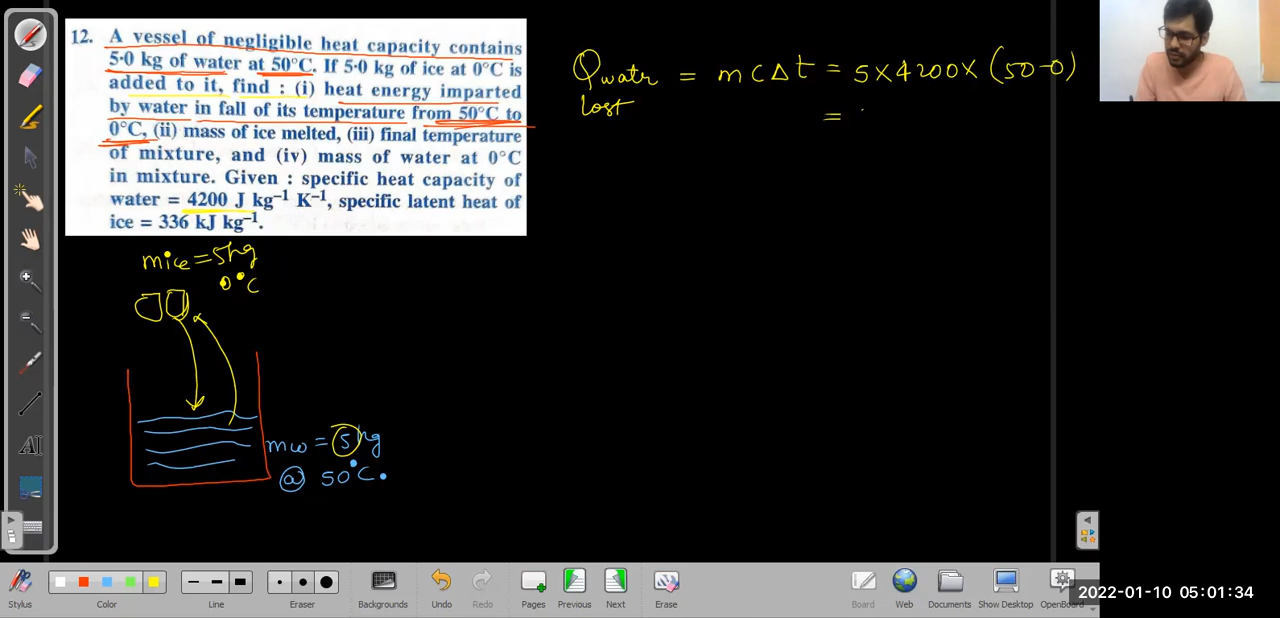 12. A vessel of negligible heat capacity contains
5·0 kg of water at 50°C. If 5·0 kg of ice at 0°C is
added to it, find : (i) heat energy imparted
by water in fall of its temperature from 50°C to
0°C, (ii) mass of ice melted, (iii) final temperature
of mixture, and (iv) mass of water at 0°C
in mixture. Given : specific heat capacity of
water = 4200 J kg⁻¹ K⁻¹, specific latent heat of
ice = 336 kJ kg⁻¹.
Qwater = mcΔt = 5×4200×(50-0)
lost =
mice = 5kg
0°C
mw = 5kg
@ 50°C.
Stylus
Color
Line
Eraser
Backgrounds
Undo
Redo
Pages
Previous
Next
Erase
Board
Web
Documents
Show Desktop
OpenBoard
2022-01-10 05:01:34